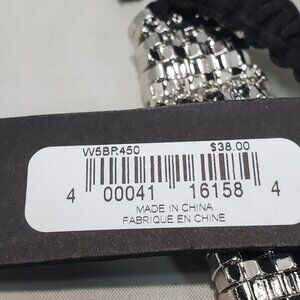 W5BR450 $38.00
4 00041 16158 4
MADE IN CHINA
FABRIQUE EN CHINE